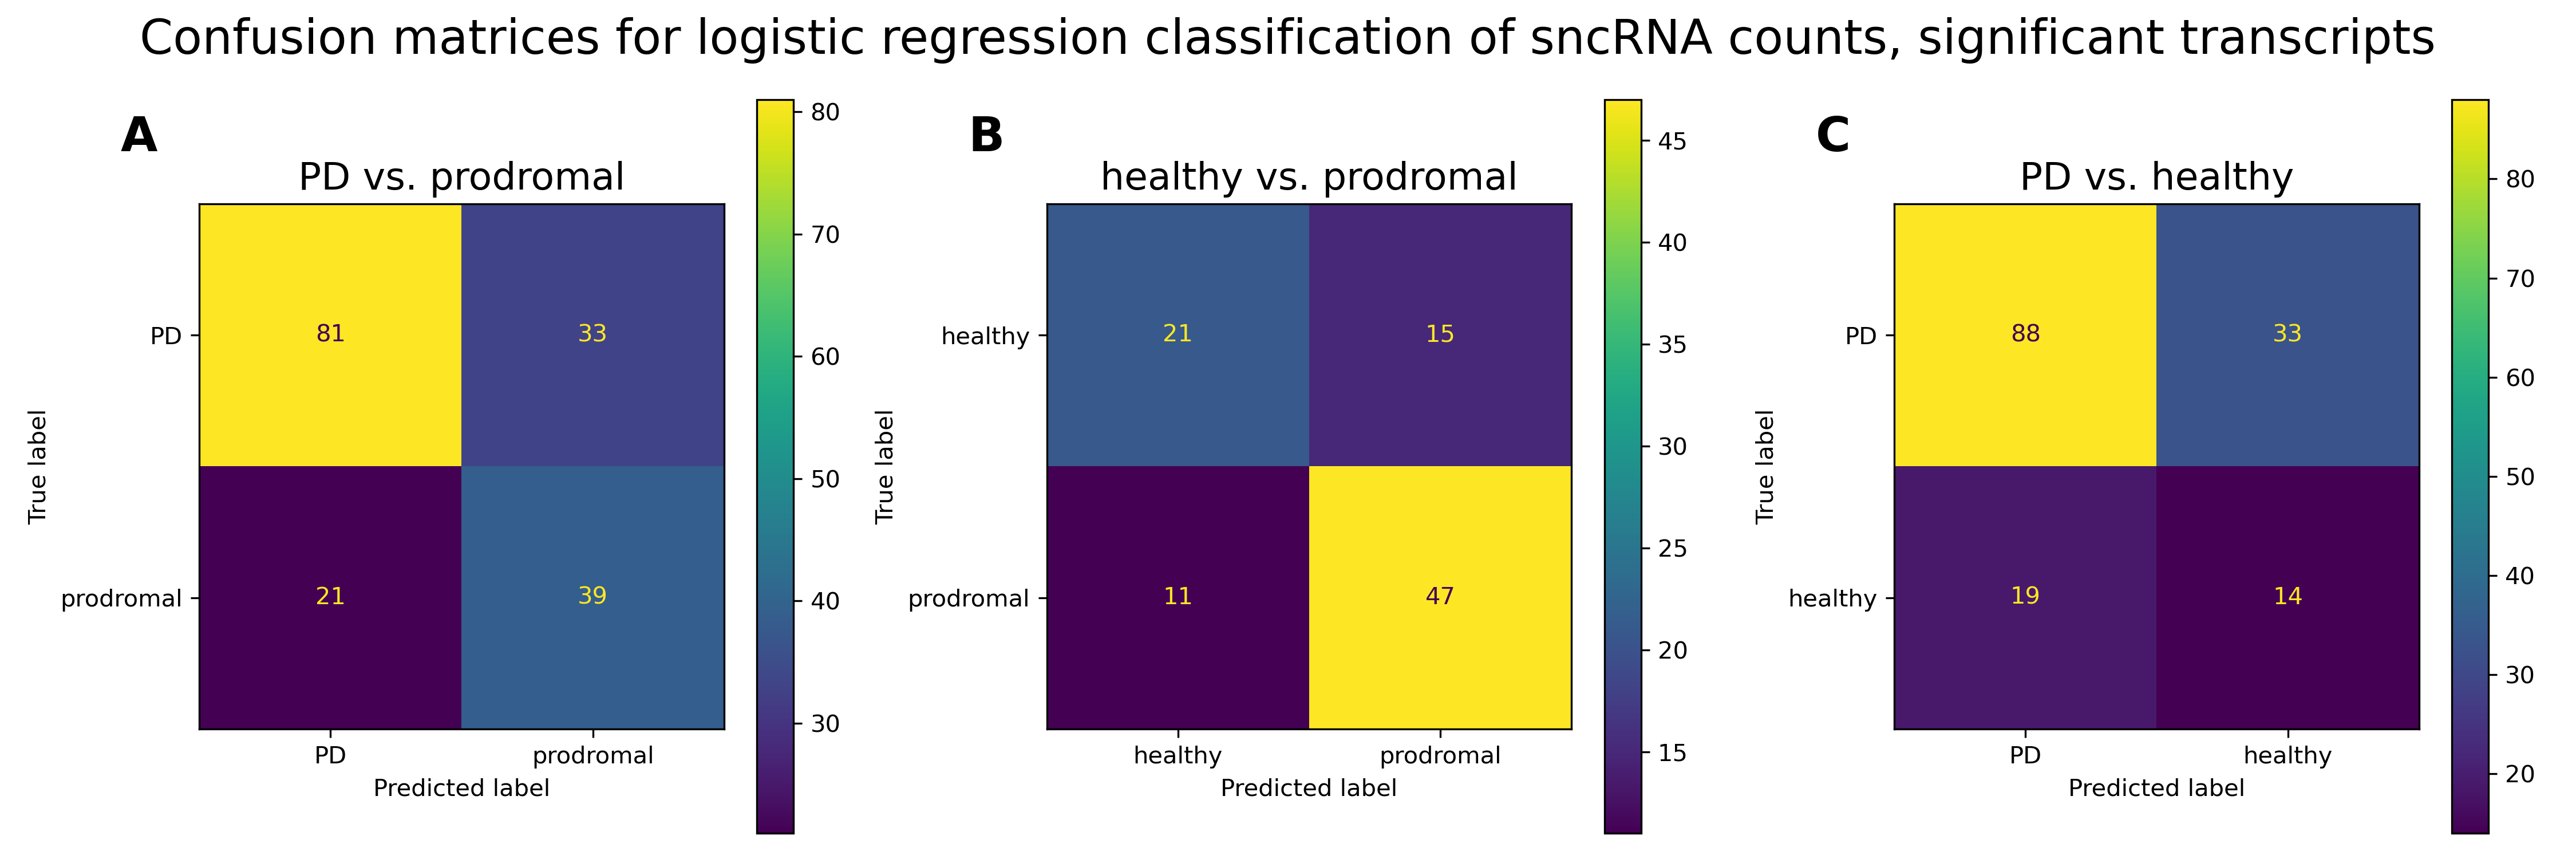 Confusion matrices for logistic regression classification of sncRNA counts, significant transcripts
A
PD vs. prodromal
True label
PD
prodromal
81
33
21
39
PD
prodromal
Predicted label
80
70
60
50
40
30
B
healthy vs. prodromal
True label
healthy
prodromal
21
15
11
47
healthy
prodromal
Predicted label
45
40
35
30
25
20
15
C
PD vs. healthy
True label
PD
healthy
88
33
19
14
PD
healthy
Predicted label
80
70
60
50
40
30
20